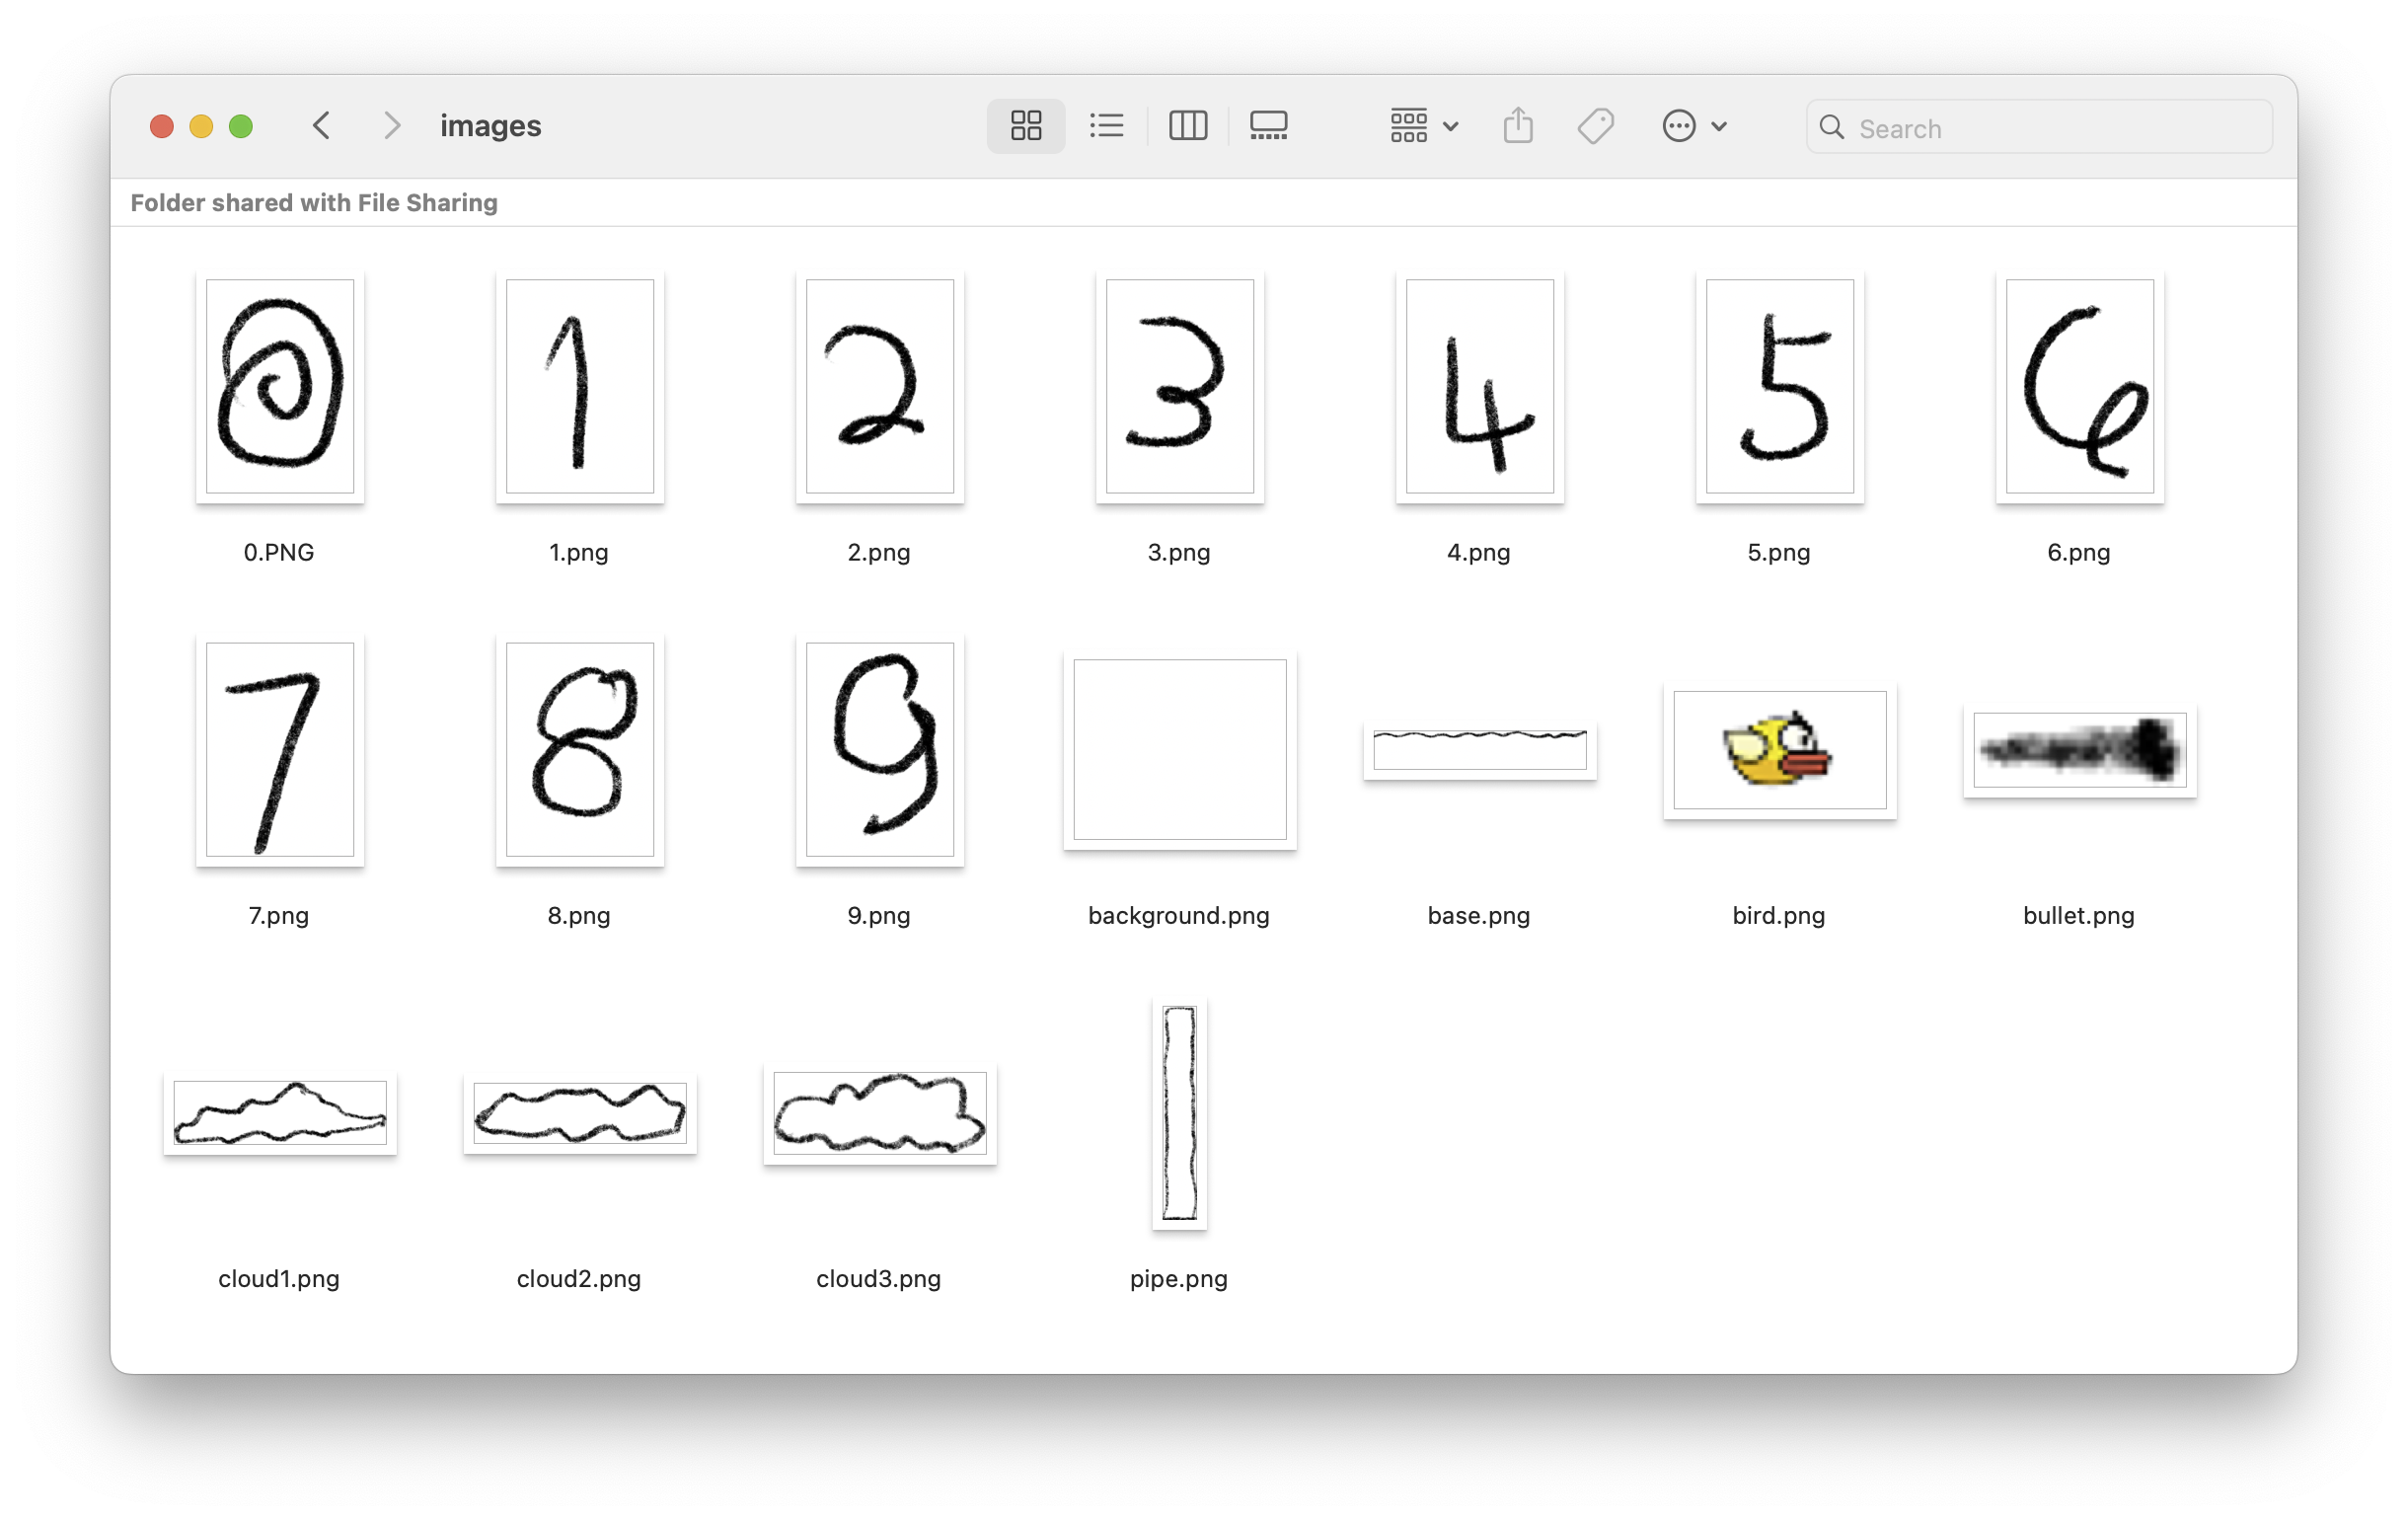 images
Search
Folder shared with File Sharing
0 1 2 3 4 5 6
0.PNG 1.png 2.png 3.png 4.png 5.png 6.png
7 8 9
7.png 8.png 9.png background.png base.png bird.png bullet.png
cloud1.png cloud2.png cloud3.png pipe.png